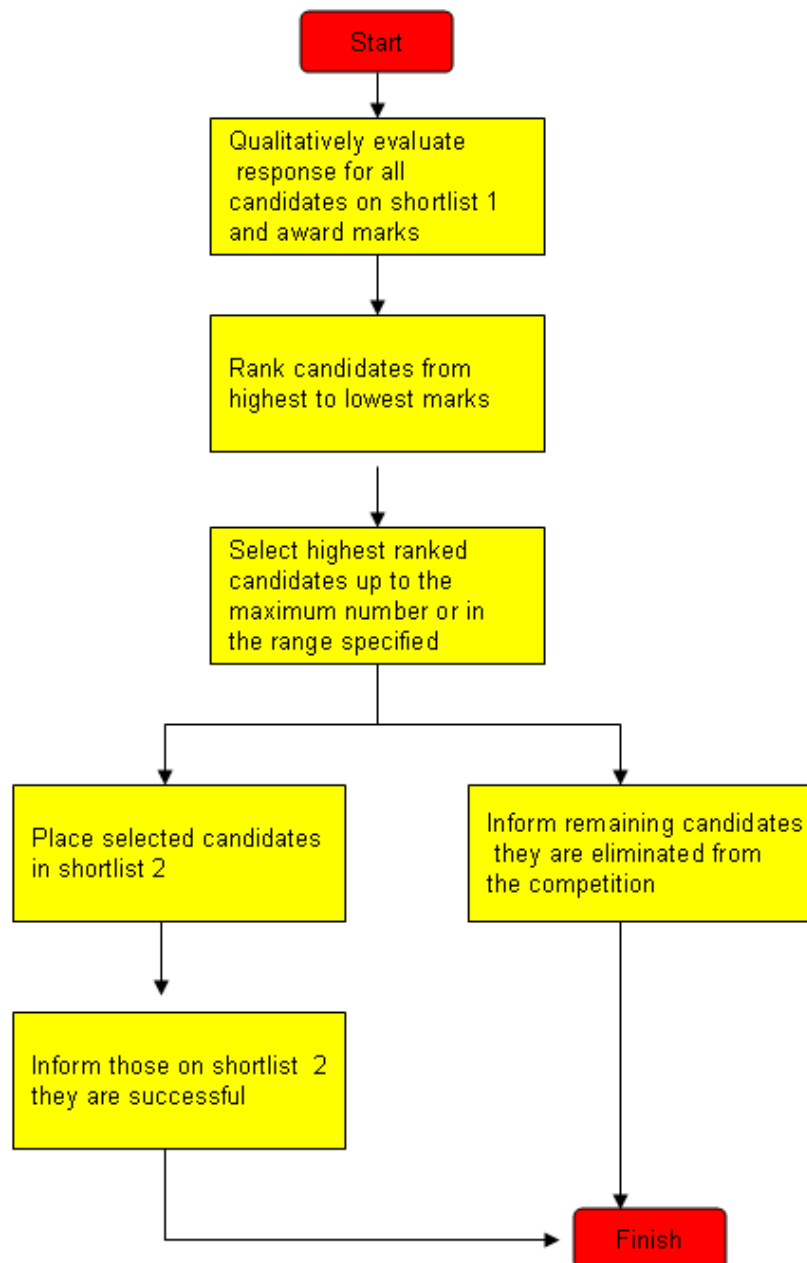 Start
Qualitatively evaluate
response for all
candidates on shortlist 1
and award marks
Rank candidates from
highest to lowest marks
Select highest ranked
candidates up to the
maximum number or in
the range specified
Place selected candidates
in shortlist 2
Inform remaining candidates
they are eliminated from
the competition
Inform those on shortlist 2
they are successful
Finish